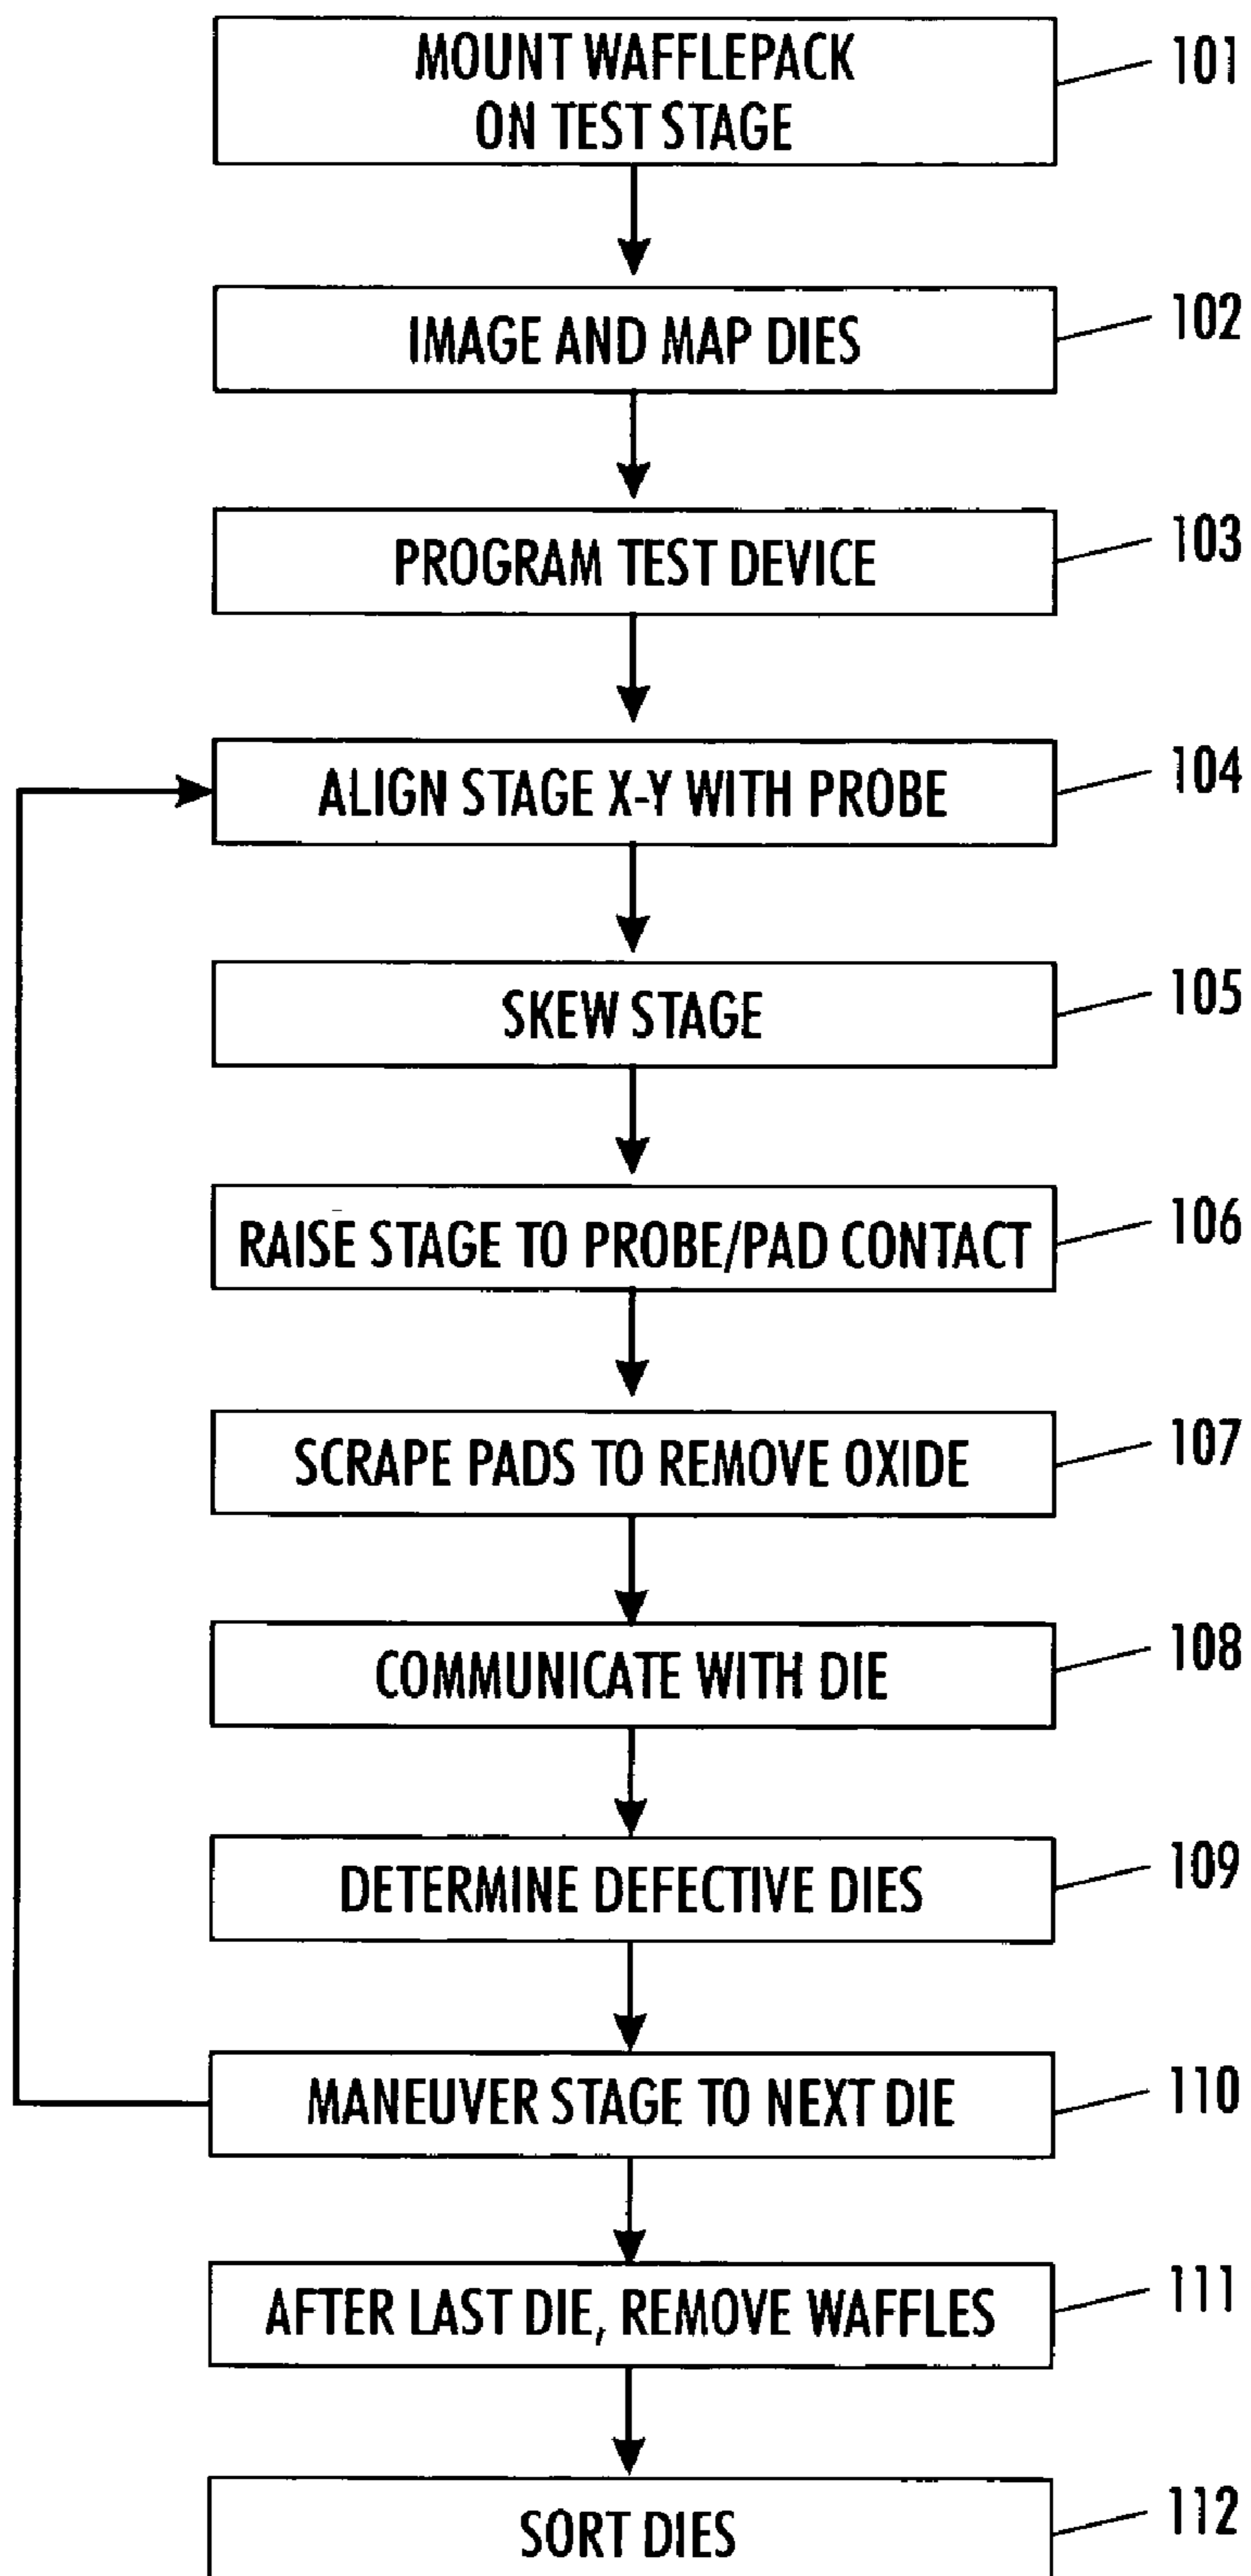 MOUNT WAFFLEPACK
ON TEST STAGE
101
IMAGE AND MAP DIES
102
PROGRAM TEST DEVICE
103
ALIGN STAGE X-Y WITH PROBE
104
SKEW STAGE
105
RAISE STAGE TO PROBE/PAD CONTACT
106
SCRAPE PADS TO REMOVE OXIDE
107
COMMUNICATE WITH DIE
108
DETERMINE DEFECTIVE DIES
109
MANEUVER STAGE TO NEXT DIE
110
AFTER LAST DIE, REMOVE WAFFLES
111
SORT DIES
112